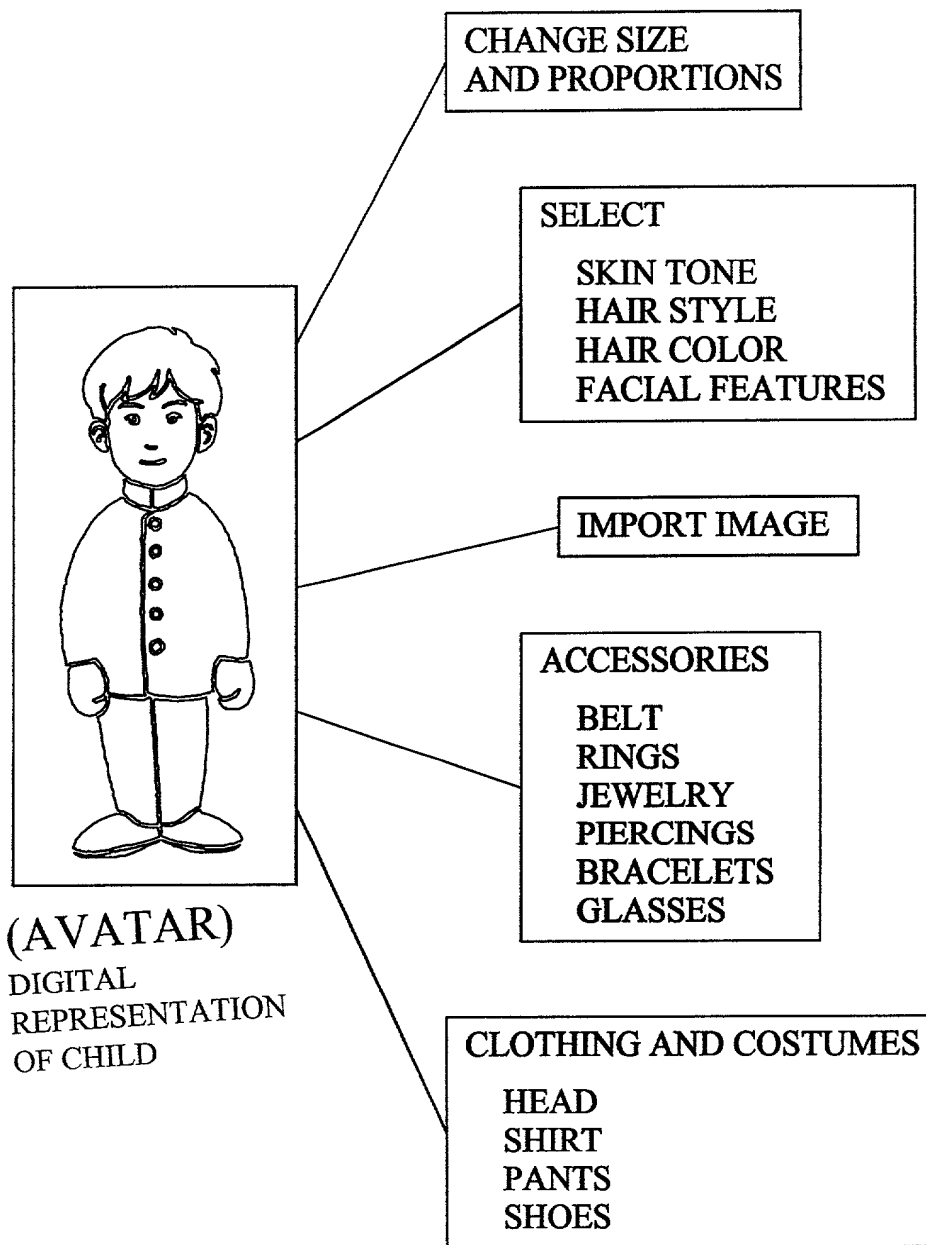 CHANGE SIZE
AND PROPORTIONS
SELECT
SKIN TONE
HAIR STYLE
HAIR COLOR
FACIAL FEATURES
IMPORT IMAGE
ACCESSORIES
BELT
RINGS
JEWELRY
PIERCINGS
BRACELETS
GLASSES
(AVATAR)
DIGITAL
REPRESENTATION
OF CHILD
CLOTHING AND COSTUMES
HEAD
SHIRT
PANTS
SHOES